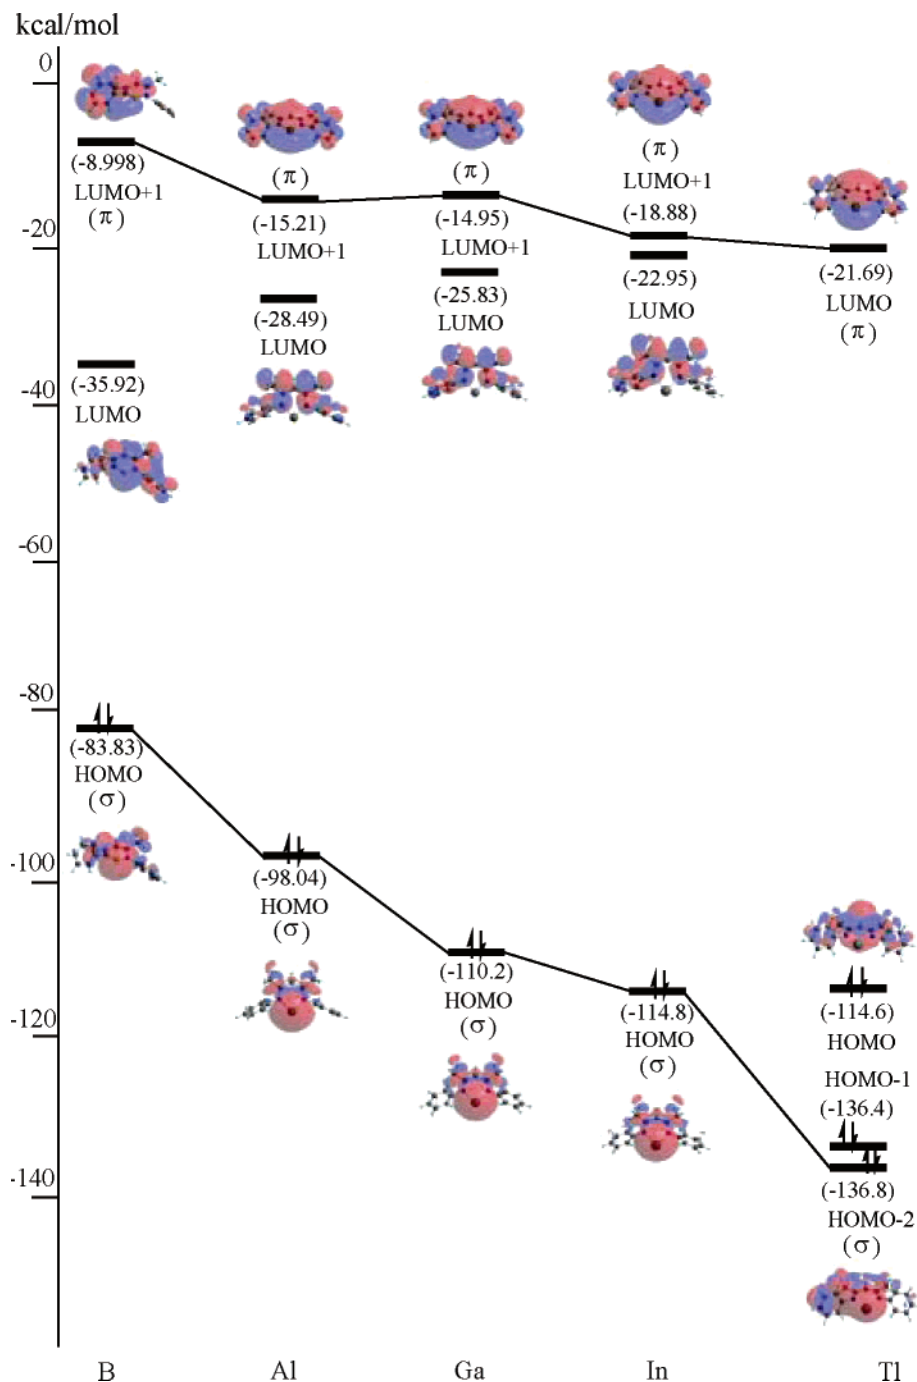 kcal/mol
0
-20
-40
-60
-80
-100
-120
-140
(-8.998)
LUMO+1
(π)
(-35.92)
LUMO
(-83.83)
HOMO
(σ)
B
(π)
(-15.21)
LUMO+1
(-28.49)
LUMO
(-98.04)
HOMO
(σ)
Al
(π)
(-14.95)
LUMO+1
(-25.83)
LUMO
(-110.2)
HOMO
(σ)
Ga
(π)
LUMO+1
(-18.88)
(-22.95)
LUMO
(-114.8)
HOMO
(σ)
In
(-21.69)
LUMO
(π)
(-114.6)
HOMO
HOMO-1
(-136.4)
(-136.8)
HOMO-2
(σ)
Tl